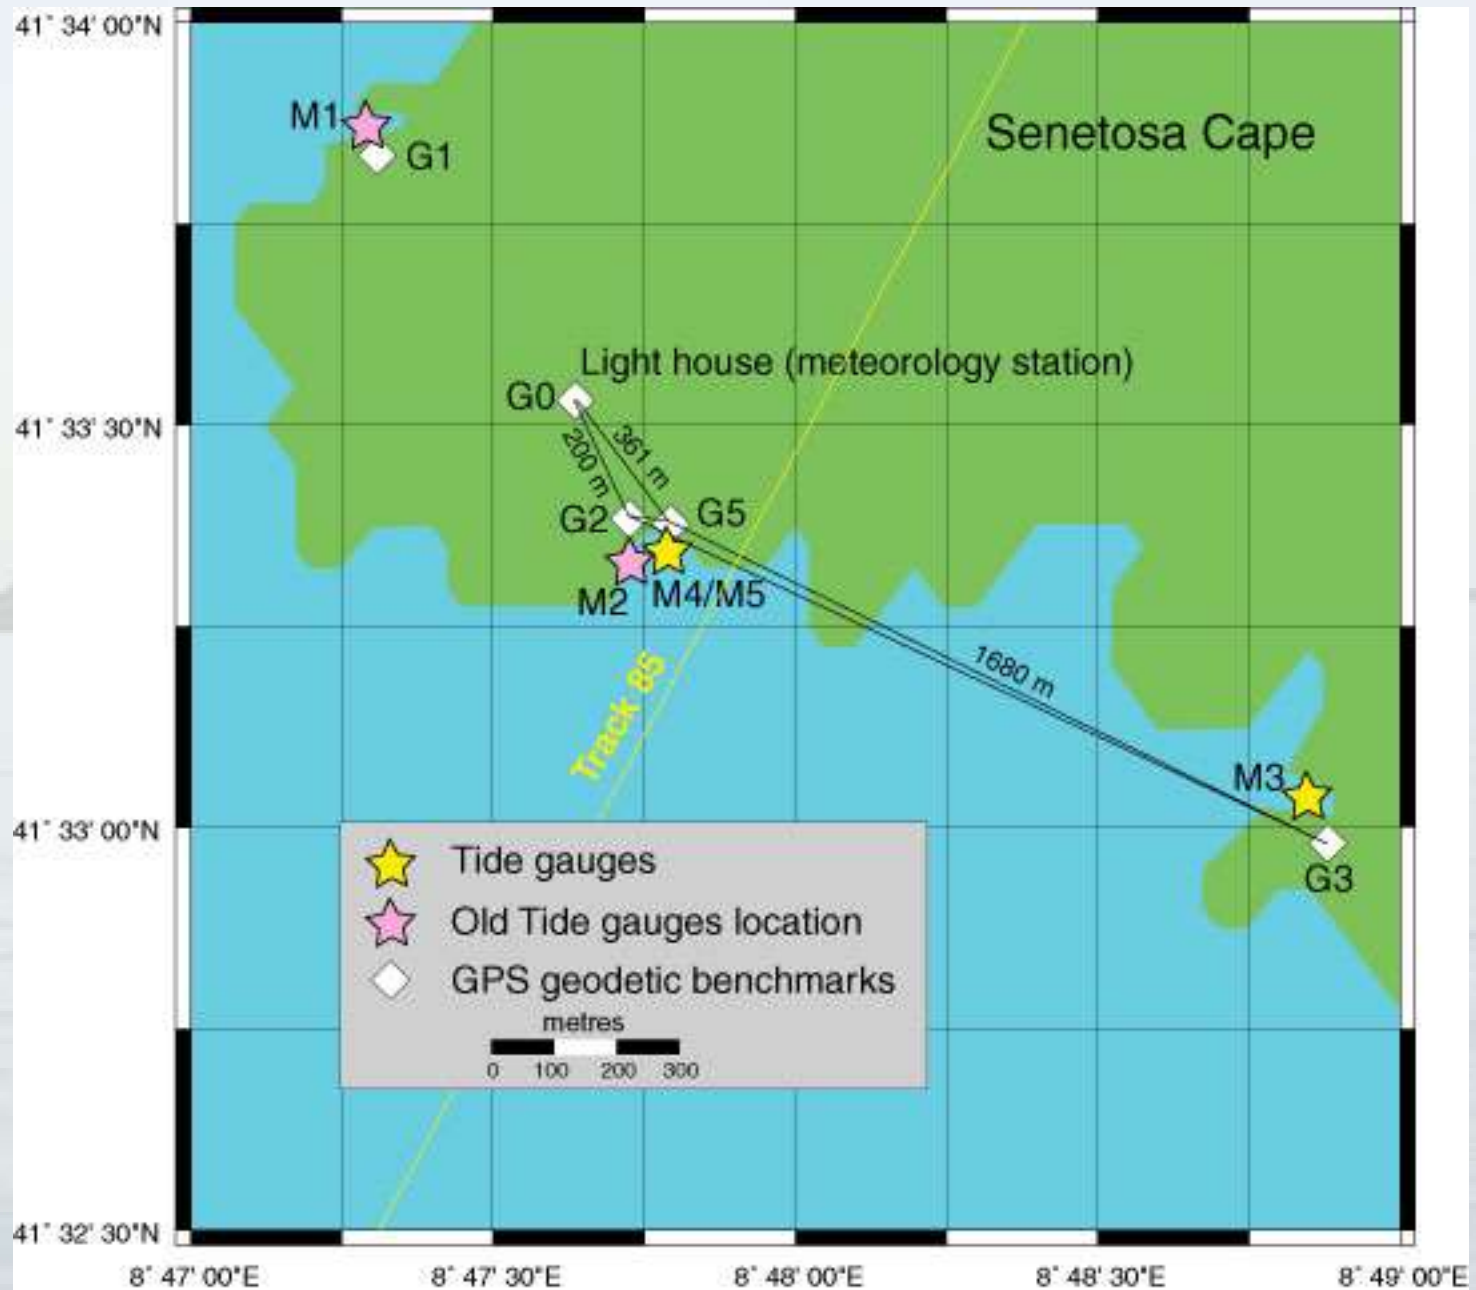 41° 34' 00"N
M1
G1
Senetosa Cape
Light house (meteorology station)
G0
41° 33' 30"N
200 m
361 m
G2
G5
M2
M4/M5
1680 m
Track 85
M3
41° 33' 00"N
G3
Tide gauges
Old Tide gauges location
GPS geodetic benchmarks
metres
0 100 200 300
41° 32' 30"N
8° 47' 00"E 8° 47' 30"E 8° 48' 00"E 8° 48' 30"E 8° 49' 00"E